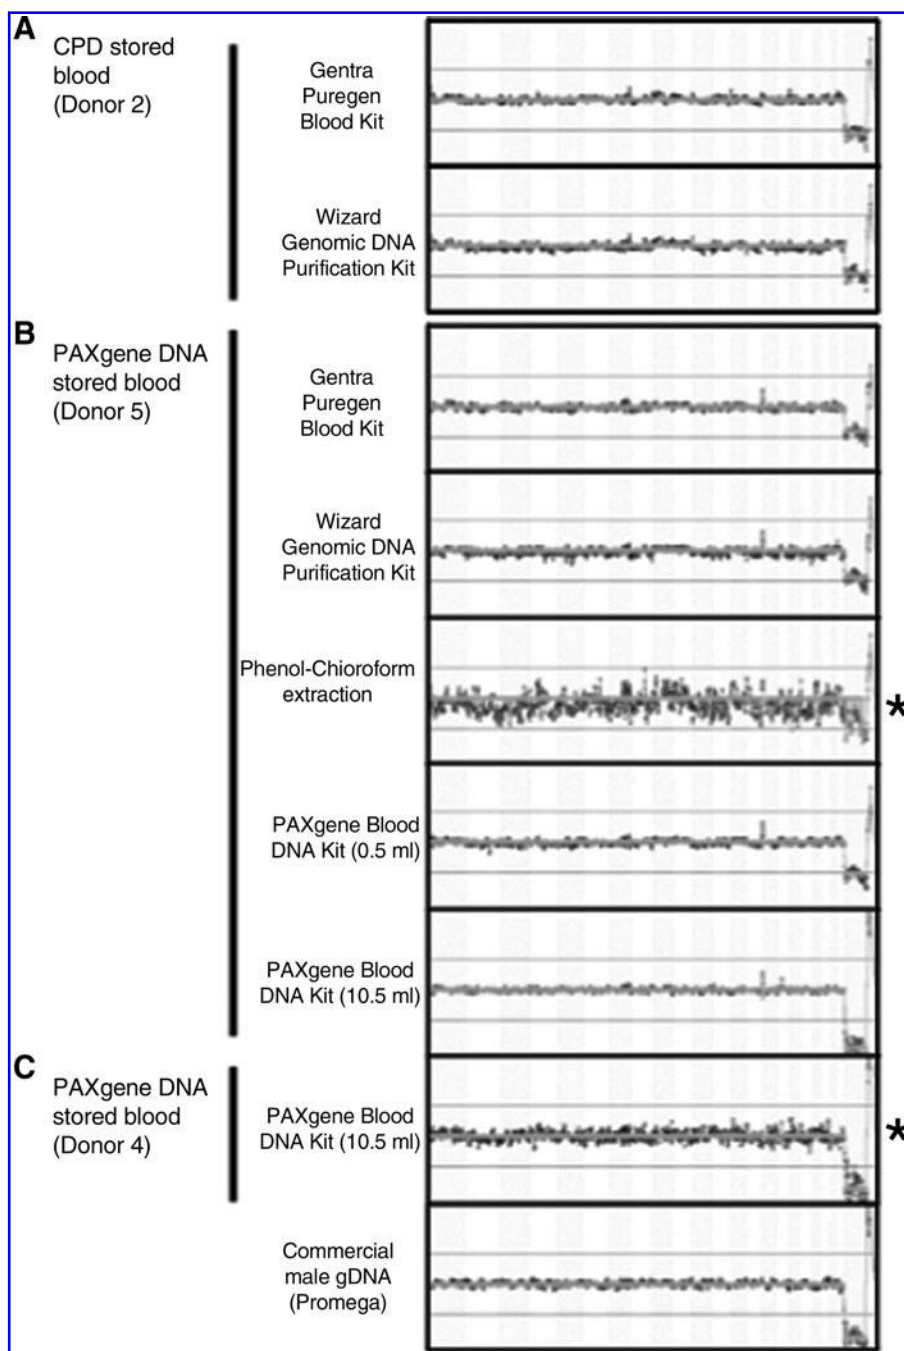 A
CPD stored
blood
(Donor 2)
Gentra
Puregen
Blood Kit
Wizard
Genomic DNA
Purification Kit
B
PAXgene DNA
stored blood
(Donor 5)
Gentra
Puregen
Blood Kit
Wizard
Genomic DNA
Purification Kit
Phenol-Chioroform
extraction
*
PAXgene Blood
DNA Kit (0.5 ml)
PAXgene Blood
DNA Kit (10.5 ml)
C
PAXgene DNA
stored blood
(Donor 4)
PAXgene Blood
DNA Kit (10.5 ml)
*
Commercial
male gDNA
(Promega)